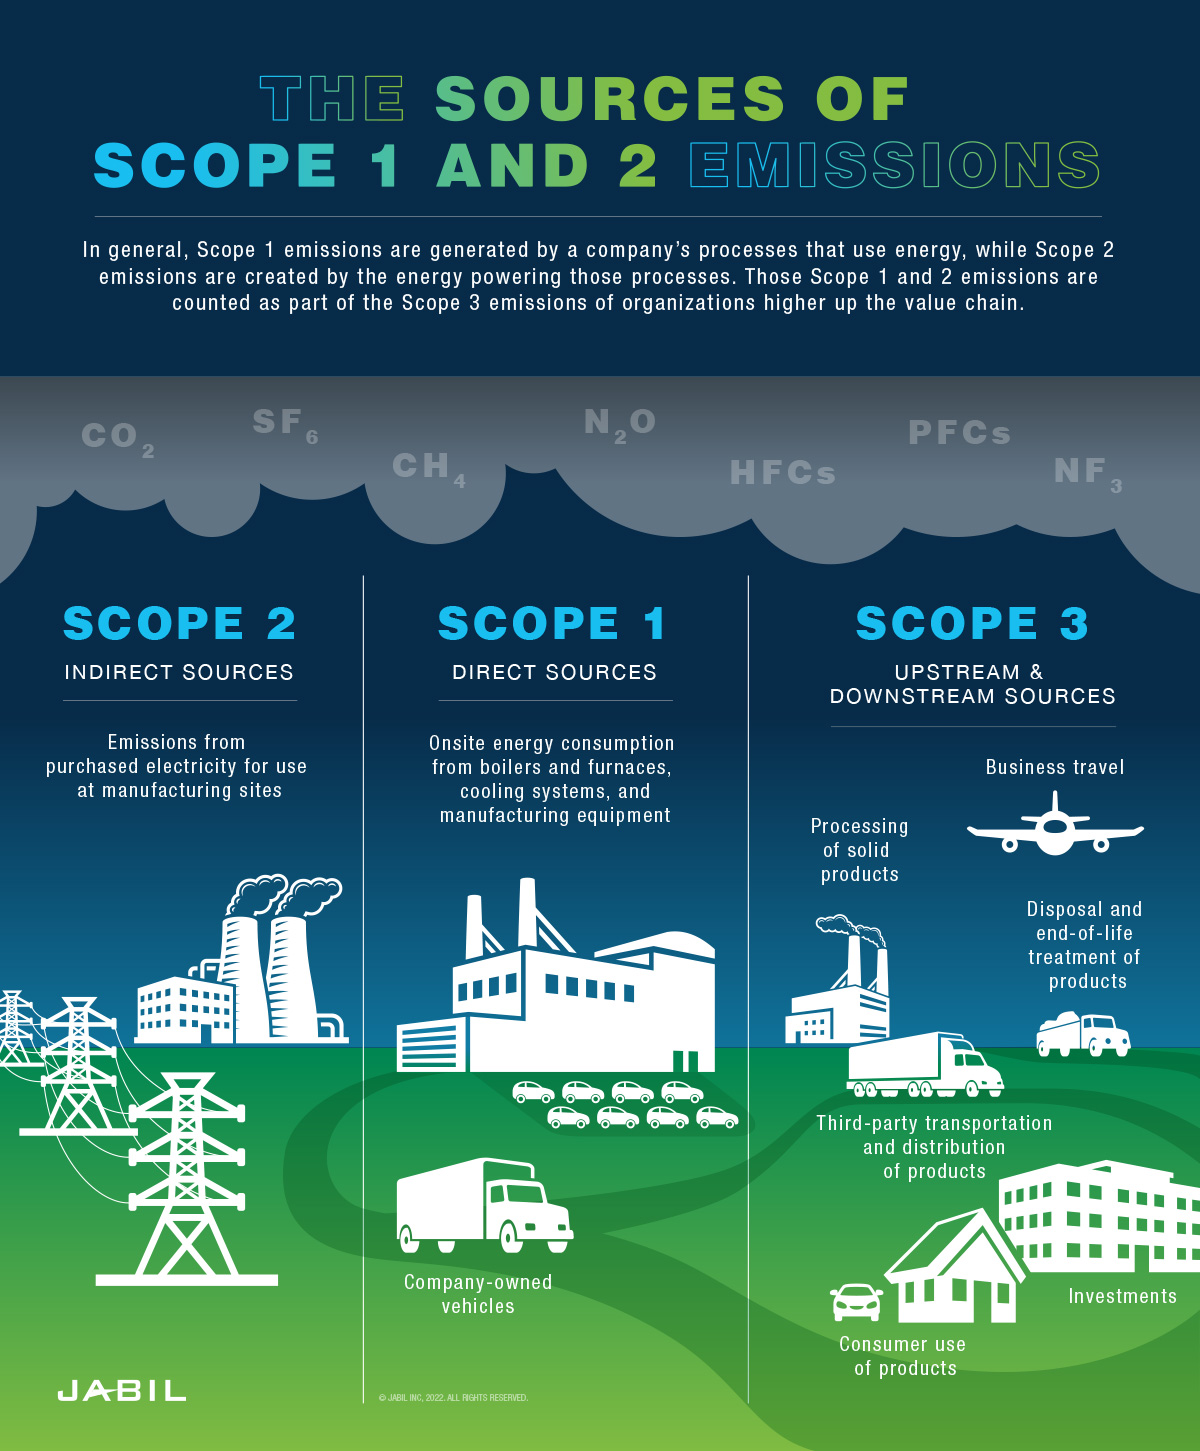 THE SOURCES OF
SCOPE 1 AND 2 EMISSIONS
In general, Scope 1 emissions are generated by a company's processes that use energy, while Scope 2
emissions are created by the energy powering those processes. Those Scope 1 and 2 emissions are
counted as part of the Scope 3 emissions of organizations higher up the value chain.
CO2
SF6
CH4
N2O
HFCs
PFCs
NF3
SCOPE 2
INDIRECT SOURCES
Emissions from
purchased electricity for use
at manufacturing sites
SCOPE 1
DIRECT SOURCES
Onsite energy consumption
from boilers and furnaces,
cooling systems, and
manufacturing equipment
Company-owned
vehicles
SCOPE 3
UPSTREAM &
DOWNSTREAM SOURCES
Business travel
Processing
of solid
products
Disposal and
end-of-life
treatment of
products
Third-party transportation
and distribution
of products
Investments
Consumer use
of products
JABIL
© JABIL INC, 2022. ALL RIGHTS RESERVED.